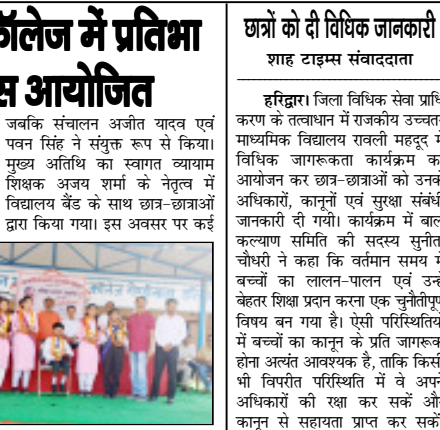 कॉलेज में प्रतिभा
स आयोजित
जबकि संचालन अजीत यादव एवं
पवन सिंह ने संयुक्त रूप से किया।
मुख्य अतिथि का स्वागत व्यायाम
शिक्षक अजय शर्मा के नेतृत्व में
विद्यालय बैंड के साथ छात्र-छात्राओं
द्वारा किया गया। इस अवसर पर कई
छात्रों को दी विधिक जानकारी
शाह टाइम्स संवाददाता
हरिद्वार। जिला विधिक सेवा प्राधि
करण के तत्वाधान में राजकीय उच्चतर
माध्यमिक विद्यालय रावली महदूद में
विधिक जागरूकता कार्यक्रम का
आयोजन कर छात्र-छात्राओं को उनके
अधिकारों, कानूनों एवं सुरक्षा संबंधी
जानकारी दी गयी। कार्यक्रम में बाल
कल्याण समिति की सदस्य सुनीता
चौधरी ने कहा कि वर्तमान समय में
बच्चों का लालन-पालन एवं उन्हें
बेहतर शिक्षा प्रदान करना एक चुनौतीपूर्
विषय बन गया है। ऐसी परिस्थितियों
में बच्चों का कानून के प्रति जागरूक
होना अत्यंत आवश्यक है, ताकि किसी
भी विपरीत परिस्थिति में वे अपने
अधिकारों की रक्षा कर सकें और
कानून से सहायता प्राप्त कर सकें